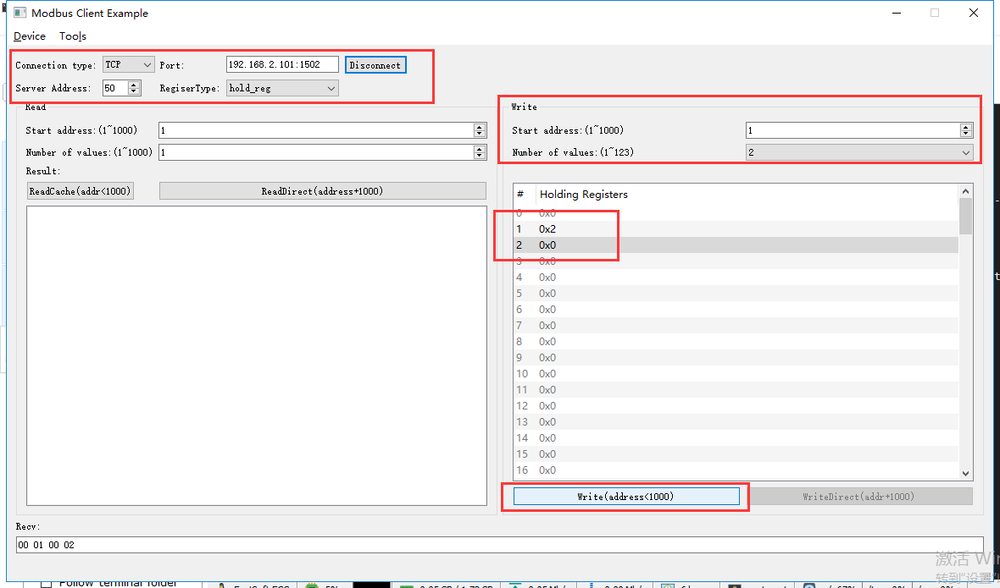 Modbus Client Example
Device Tools
Connection type: TCP Port: 192.168.2.101:1502 Disconnect
Server Address: 50 RegiserType: hold_reg
Read
Start address:(1~1000) 1
Number of values:(1~1000) 1
Result:
ReadCache(addr<1000) ReadDirect(address+1000)
Write
Start address:(1~1000) 1
Number of values:(1~123) 2
# Holding Registers
0 0x0
1 0x2
2 0x0
3 0x0
4 0x0
5 0x0
6 0x0
7 0x0
8 0x0
9 0x0
10 0x0
11 0x0
12 0x0
13 0x0
14 0x0
15 0x0
16 0x0
Write(address<1000) WriteDirect(addr+1000)
Recv:
00 01 00 02
激活 Wi
转到"设置"
Follow terminal folder